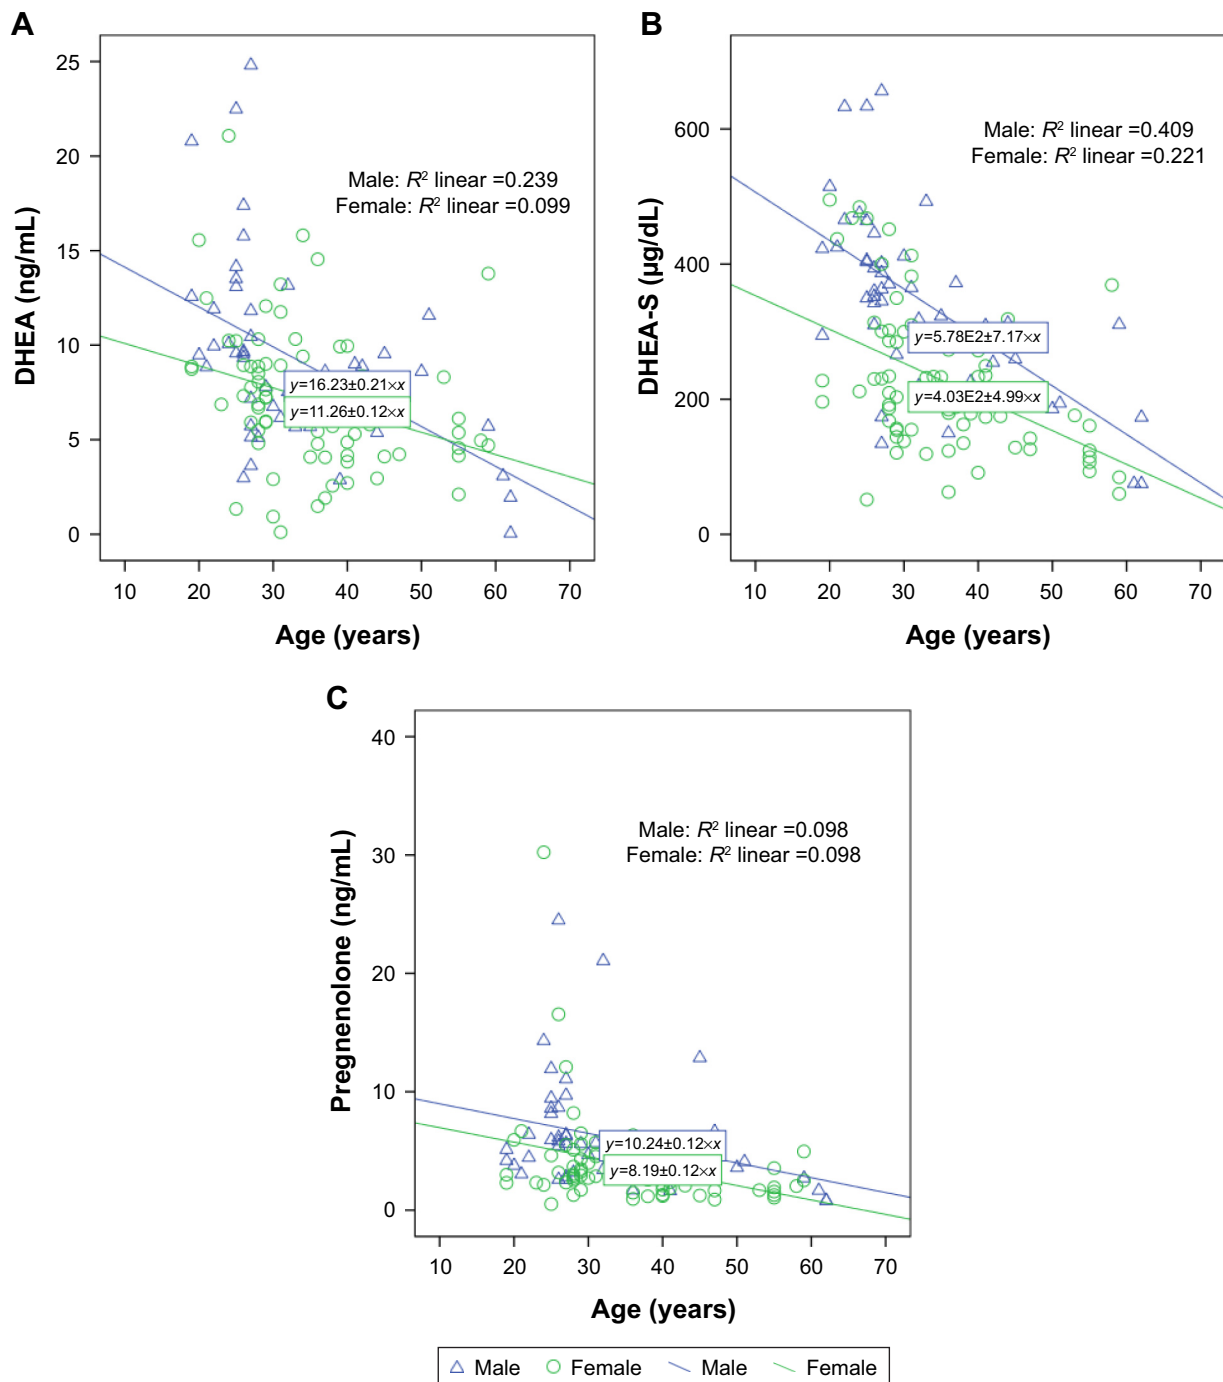 A
DHEA (ng/mL)
25
20
15
10
5
0
Male: R² linear =0.239
Female: R² linear =0.099
y=16.23±0.21×x
y=11.26±0.12×x
10 20 30 40 50 60 70
Age (years)
B
DHEA-S (µg/dL)
600
400
200
0
Male: R² linear =0.409
Female: R² linear =0.221
y=5.78E2±7.17×x
y=4.03E2±4.99×x
10 20 30 40 50 60 70
Age (years)
C
Pregnenolone (ng/mL)
40
30
20
10
0
Male: R² linear =0.098
Female: R² linear =0.098
y=10.24±0.12×x
y=8.19±0.12×x
10 20 30 40 50 60 70
Age (years)
Male Female Male Female